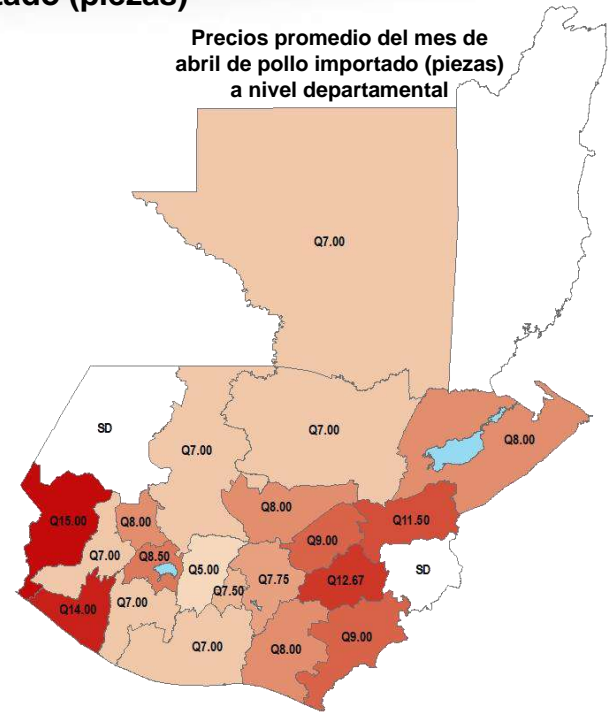 tado (piezas)
Precios promedio del mes de
abril de pollo importado (piezas)
a nivel departamental
Q7.00
SD
Q7.00
Q7.00
Q8.00
Q8.00
Q15.00
Q8.00
Q11.50
Q9.00
Q7.00
Q8.50
Q5.00
Q7.75
Q12.67
SD
Q7.50
Q14.00
Q7.00
Q7.00
Q8.00
Q9.00